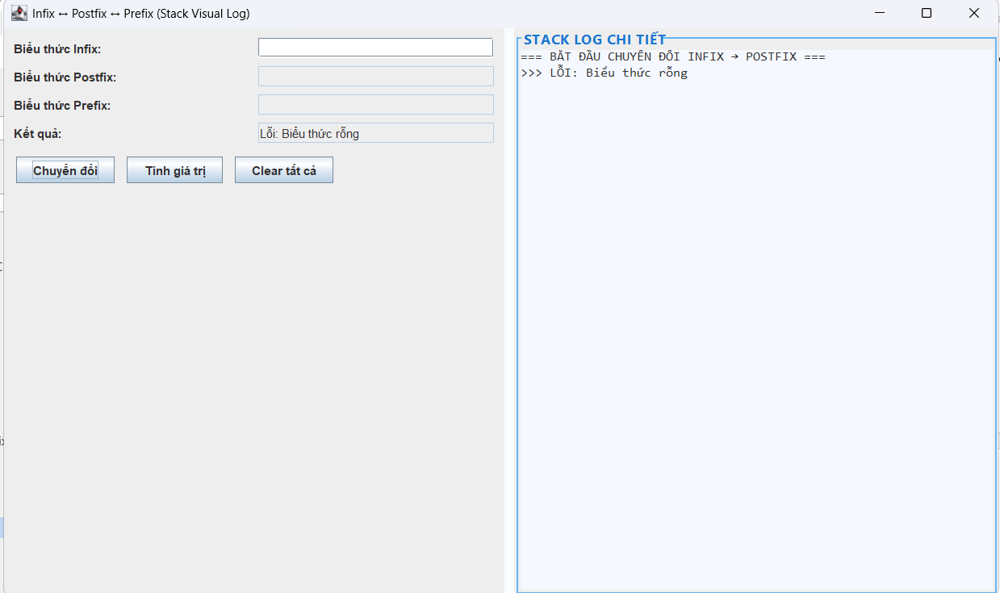 Infix ↔ Postfix ↔ Prefix (Stack Visual Log)
Biểu thức Infix:
Biểu thức Postfix:
Biểu thức Prefix:
Kết quả: Lỗi: Biểu thức rỗng
Chuyển đổi Tính giá trị Clear tất cả
STACK LOG CHI TIẾT
=== BẮT ĐẦU CHUYỂN ĐỔI INFIX → POSTFIX ===
>>> LỖI: Biểu thức rỗng